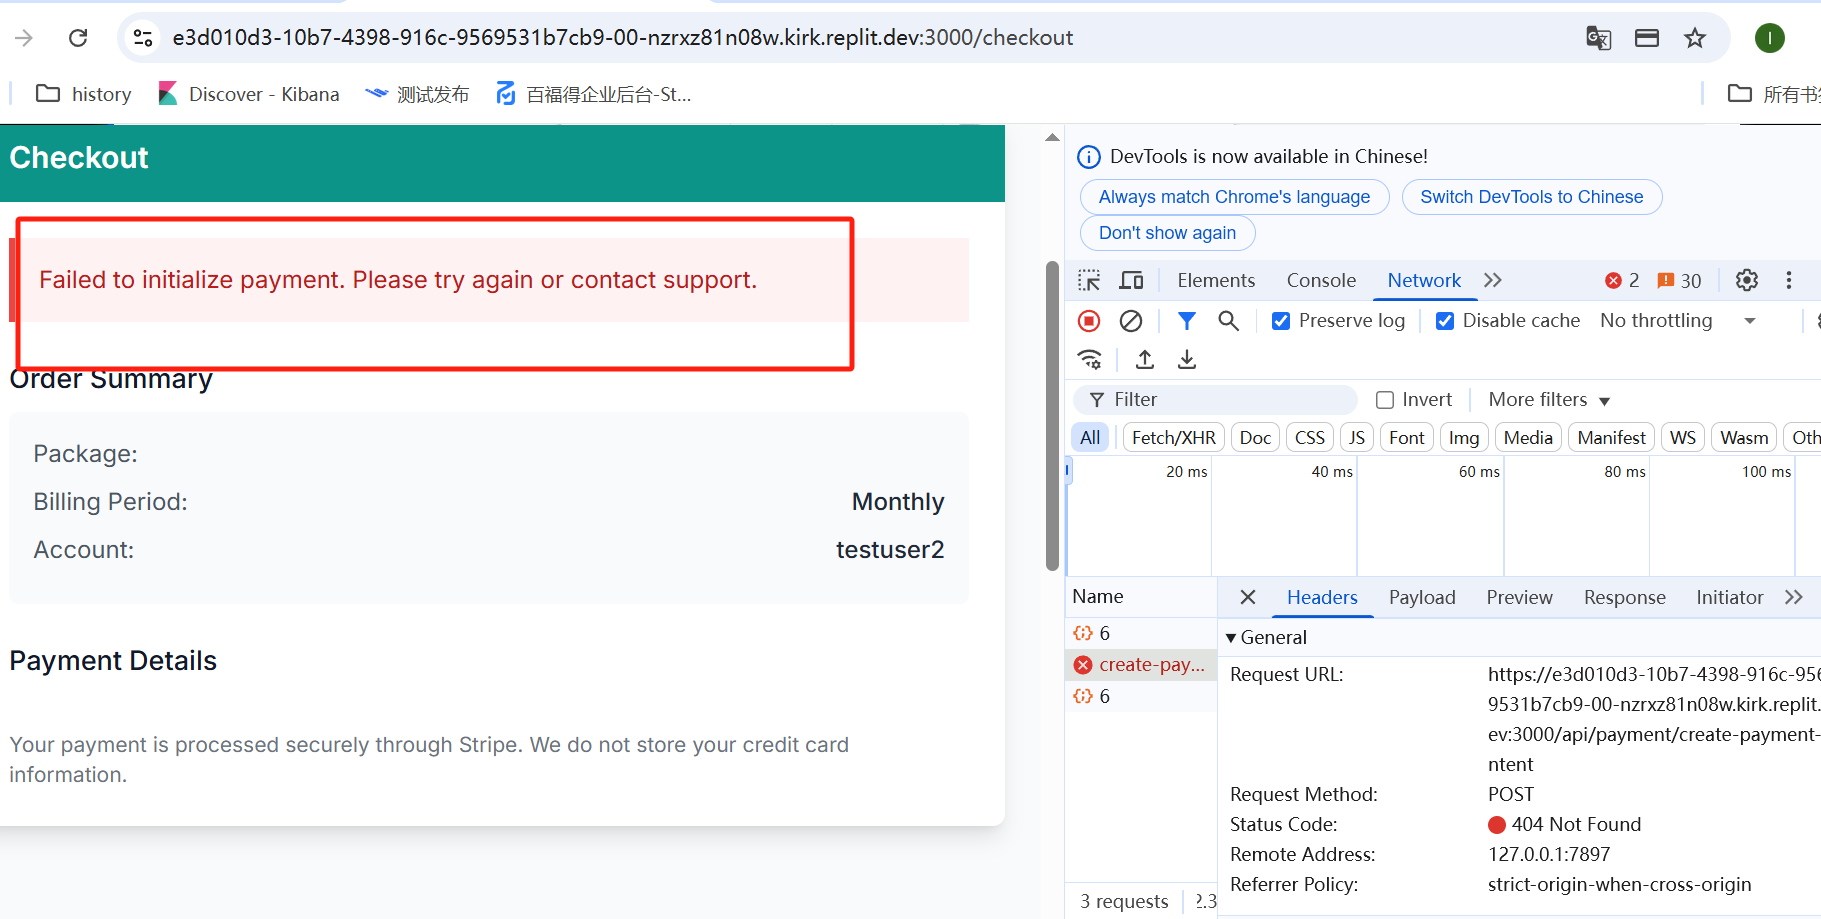 e3d010d3-10b7-4398-916c-9569531b7cb9-00-nzrxz81n08w.kirk.replit.dev:3000/checkout
I
history
Discover - Kibana
测试发布
百福得企业后台-St...
所有书
Checkout
Failed to initialize payment. Please try again or contact support.
Order Summary
Package:
Billing Period: Monthly
Account: testuser2
Payment Details
Your payment is processed securely through Stripe. We do not store your credit card
information.
DevTools is now available in Chinese!
Always match Chrome's language
Switch DevTools to Chinese
Don't show again
Elements Console Network 2 30
Preserve log Disable cache No throttling
Filter Invert More filters
All Fetch/XHR Doc CSS JS Font Img Media Manifest WS Wasm Oth
20 ms 40 ms 60 ms 80 ms 100 ms
Name
6
create-pay...
6
3 requests 2.3
Headers Payload Preview Response Initiator
General
Request URL: https://e3d010d3-10b7-4398-916c-956
9531b7cb9-00-nzrxz81n08w.kirk.replit.
ev:3000/api/payment/create-payment-
ntent
Request Method: POST
Status Code: 404 Not Found
Remote Address: 127.0.0.1:7897
Referrer Policy: strict-origin-when-cross-origin